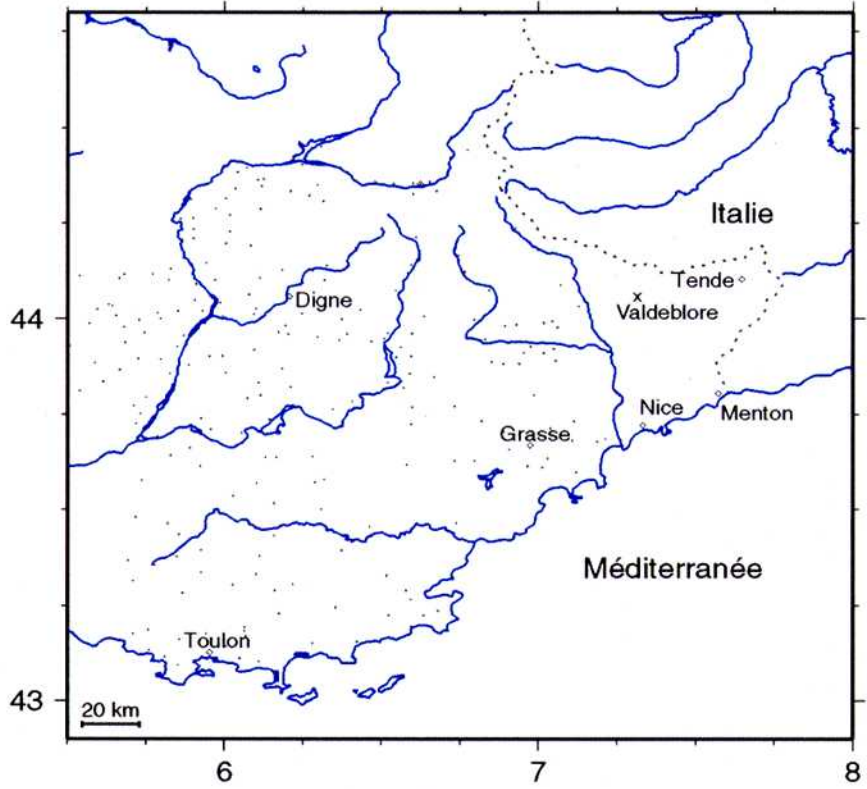 Italie
Tende
Digne
44
Valdeblore
Nice
Menton
Grasse
Méditerranée
Toulon
43
20 km
6
7
8